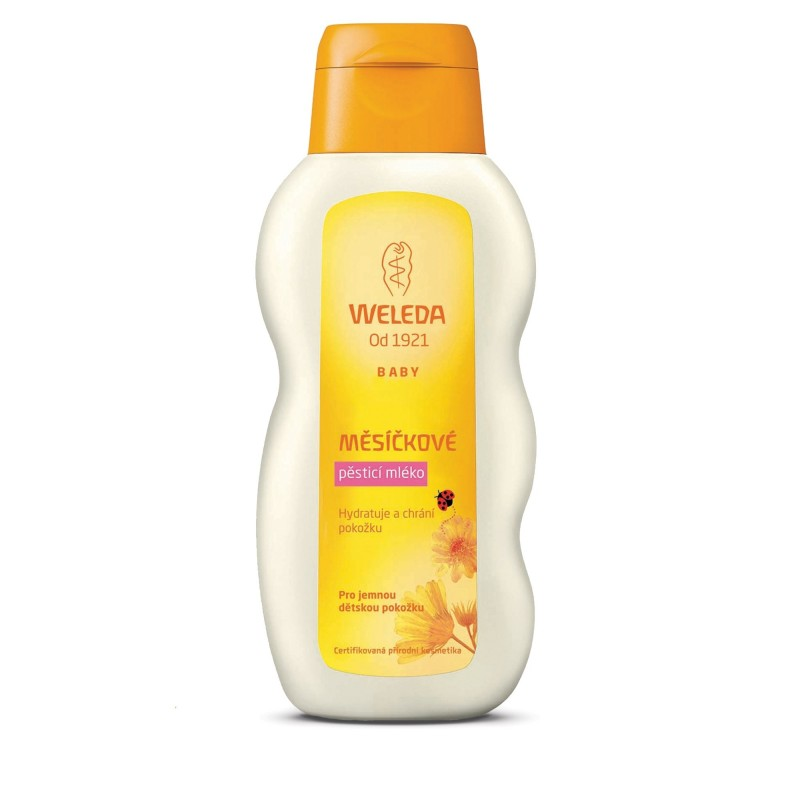 WELEDA
Od 1921
BABY
MĚSÍČKOVÉ
pěsticí mléko
Hydratuje a chrání
pokožku
Pro jemnou
dětskou pokožku
Certifikovaná přírodní kosmetika